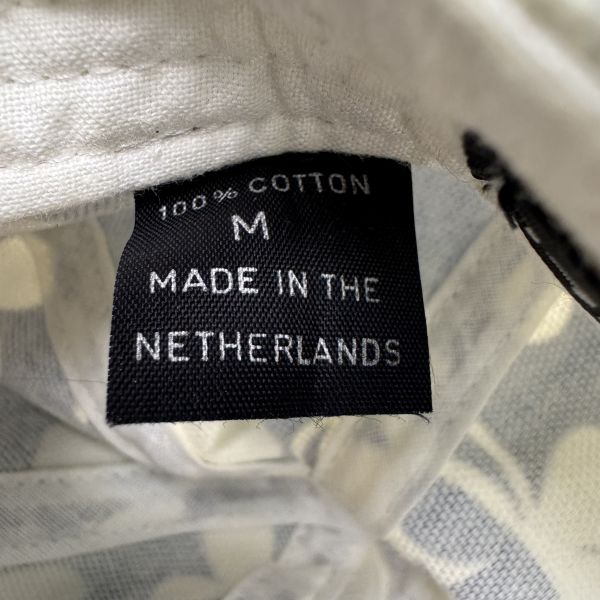 100% COTTON
M
MADE IN THE
NETHERLANDS